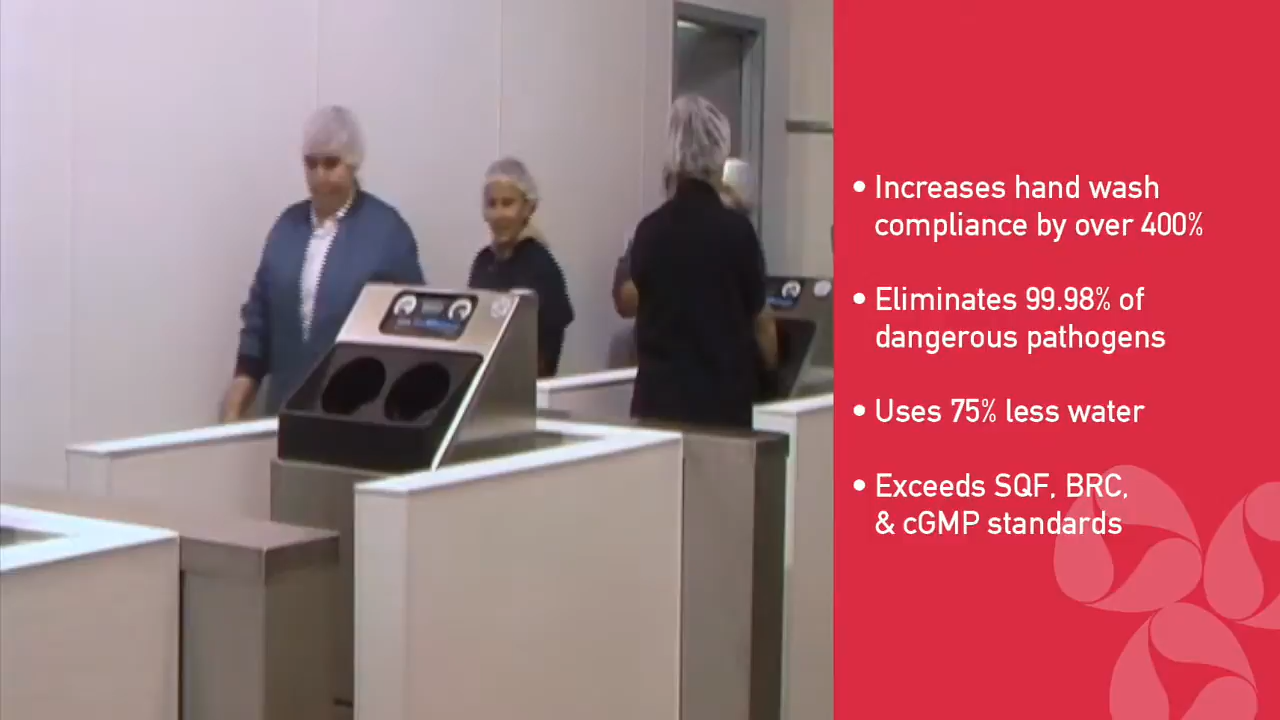 • Increases hand wash
compliance by over 400%
• Eliminates 99.98% of
dangerous pathogens
• Uses 75% less water
• Exceeds SQF, BRC,
& cGMP standards